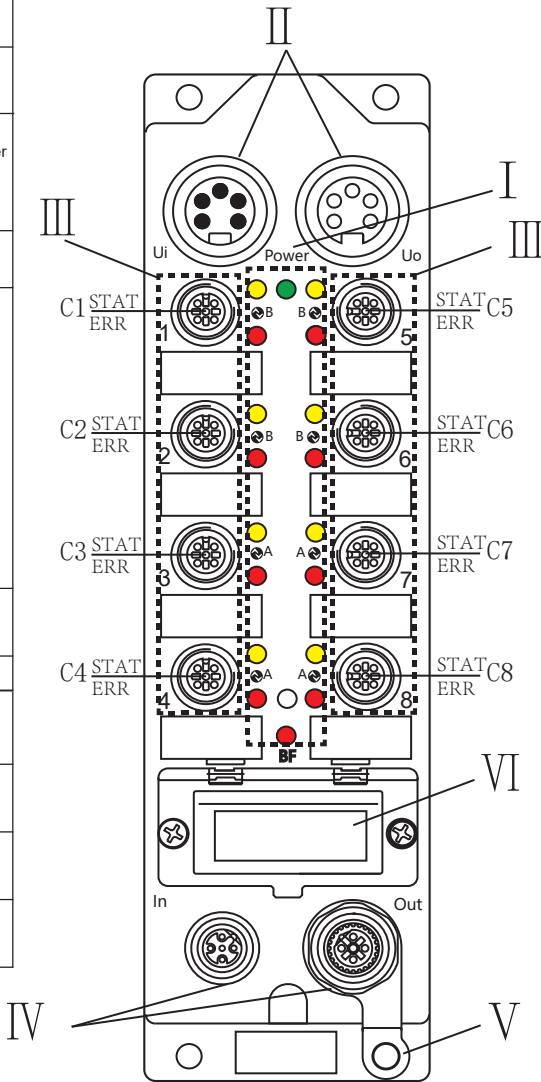 II
er
I
III
III
Ui
Power
Uo
C1 STAT ERR
B
B
STAT ERR C5
1
5
C2 STAT ERR
B
B
STAT ERR C6
2
6
C3 STAT ERR
A
A
STAT ERR C7
3
7
C4 STAT ERR
A
A
STAT ERR C8
4
8
BF
VI
In
Out
IV
V